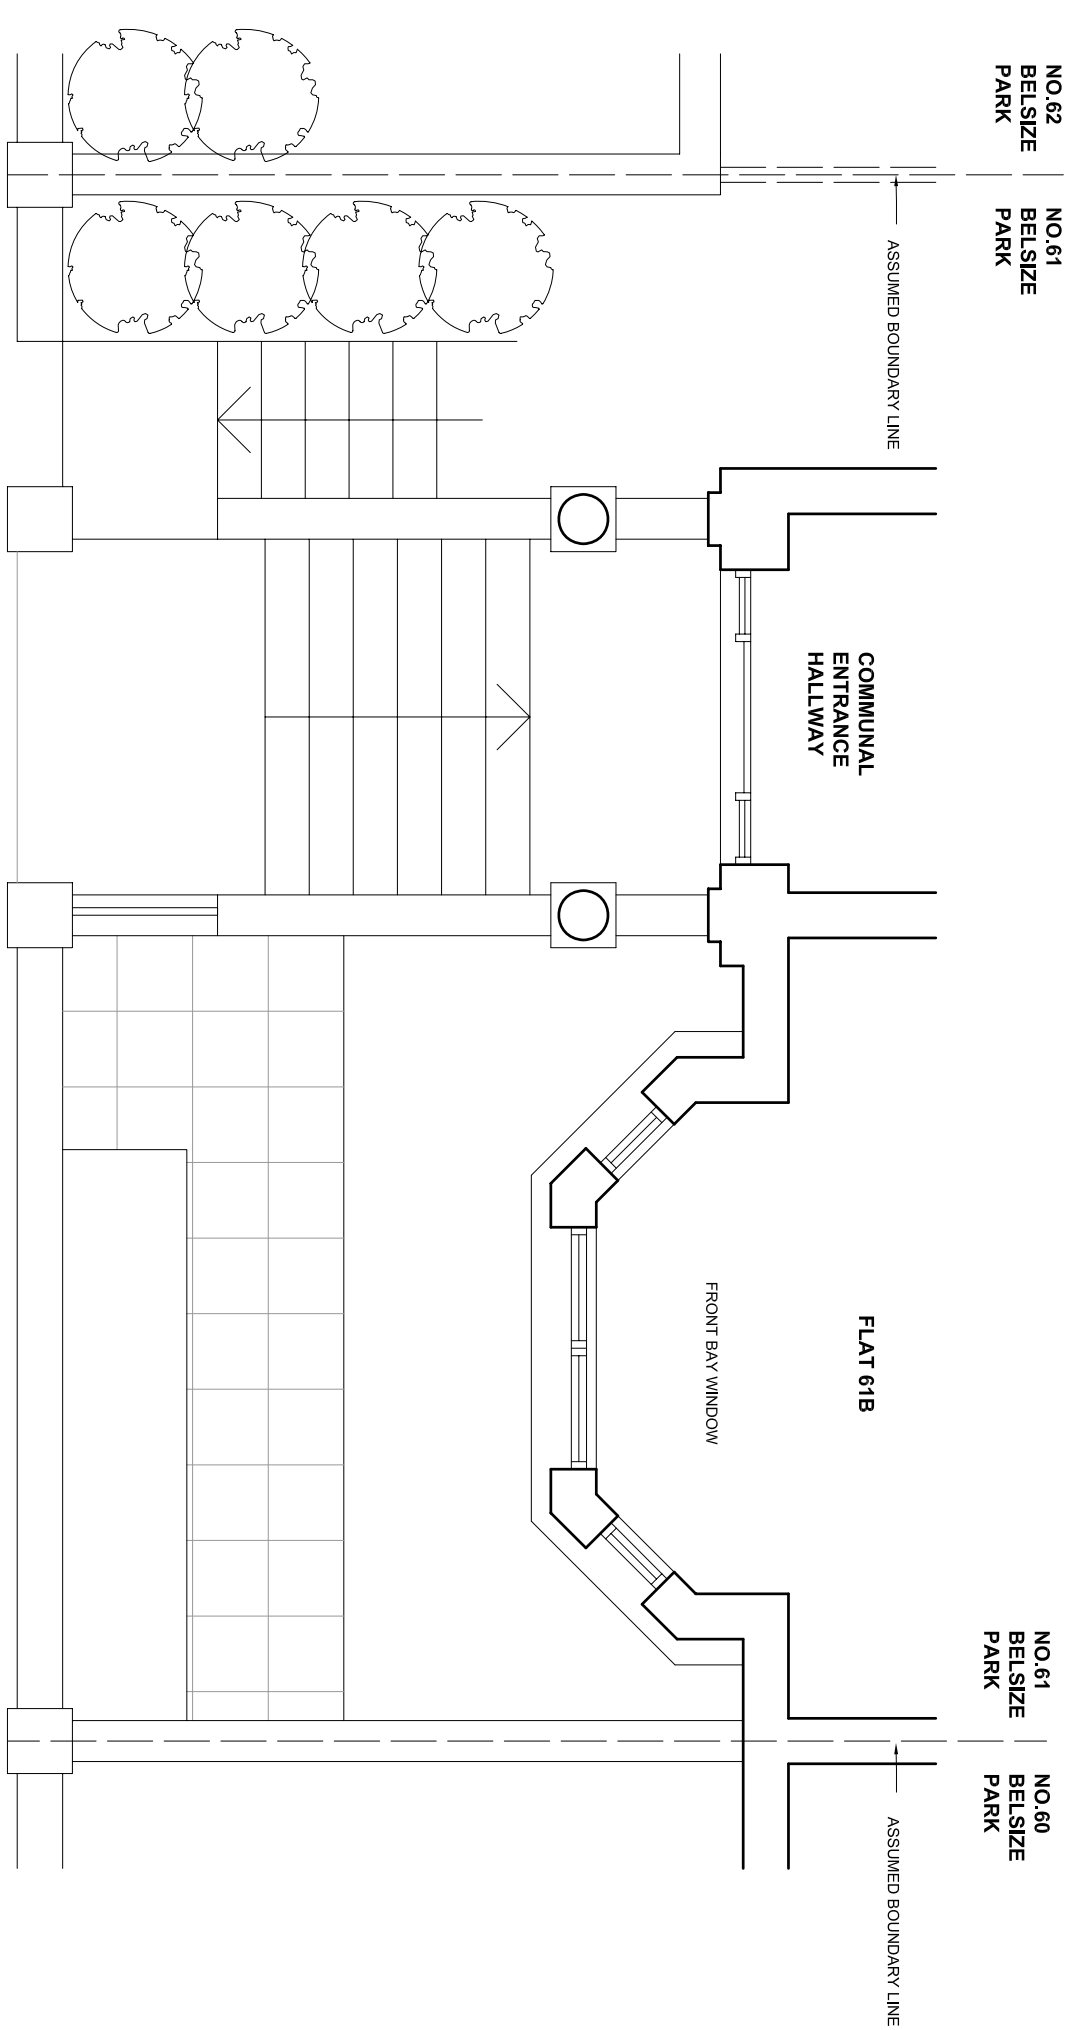 NO.62
BELSIZE
PARK
NO.61
BELSIZE
PARK
ASSUMED BOUNDARY LINE
COMMUNAL
ENTRANCE
HALLWAY
FLAT 61B
FRONT BAY WINDOW
NO.61
BELSIZE
PARK
NO.60
BELSIZE
PARK
ASSUMED BOUNDARY LINE